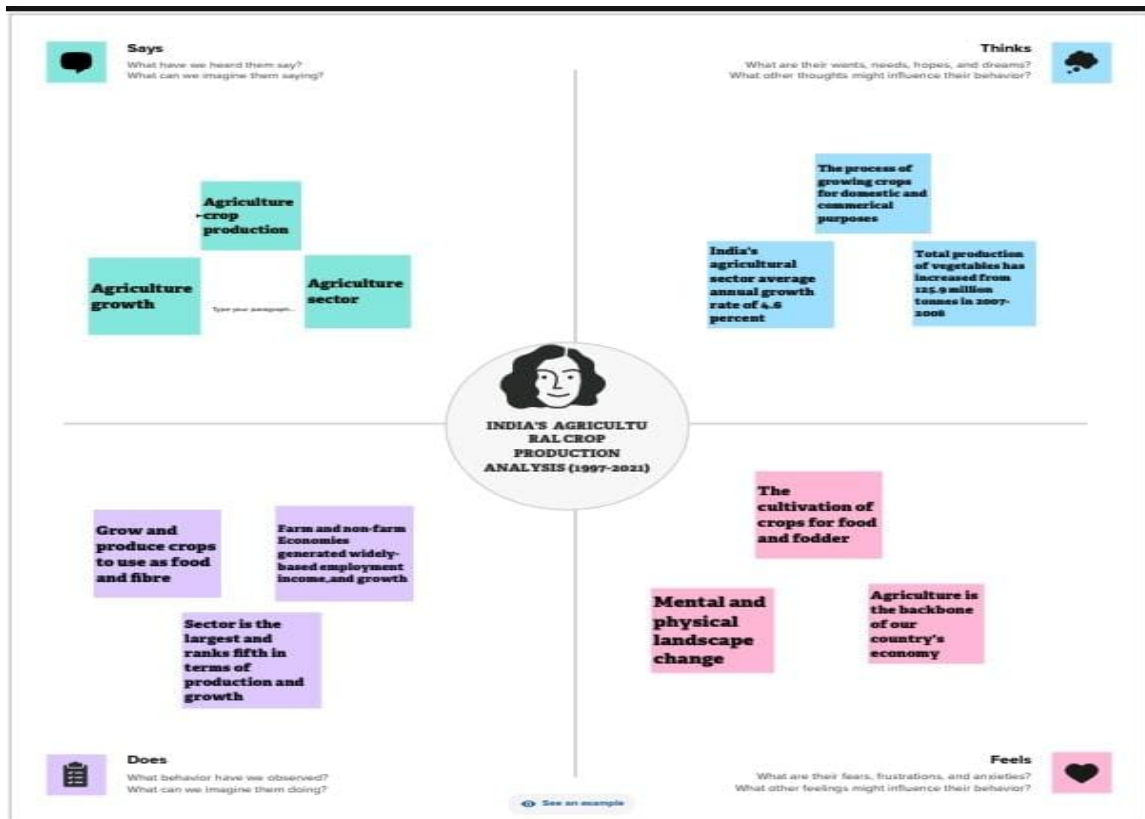 Says
What have we heard them say?
What can we imagine them saying?
Thinks
What are their wants, needs, hopes, and dreams?
What other thoughts might influence their behavior?
Agriculture
crop
production
Agriculture
growth
Type your paragraph...
Agriculture
sector
The process of
growing crops
for domestic and
commerical
purposes
India's
agricultural
sector average
annual growth
rate of 4.6
percent
Total production
of vegetables has
increased from
125.9 million
tonnes in 2007-
2008
INDIA'S AGRICULTU
RAL CROP
PRODUCTION
ANALYSIS (1997-2021)
Grow and
produce crops
to use as food
and fibre
Farm and non-farm
Economies
generated widely-
based employment
income,and growth
Sector is the
largest and
ranks fifth in
terms of
production and
growth
The
cultivation of
crops for food
and fodder
Mental and
physical
landscape
change
Agriculture is
the backbone
of our
country's
economy
Does
What behavior have we observed?
What can we imagine them doing?
See an example
Feels
What are their fears, frustrations, and anxieties?
What other feelings might influence their behavior?